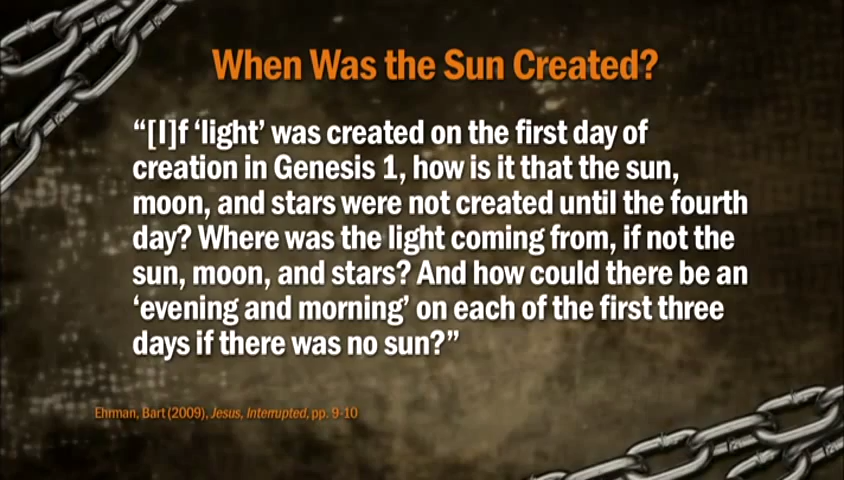 When Was the Sun Created?
“[I]f ‘light’ was created on the first day of
creation in Genesis 1, how is it that the sun,
moon, and stars were not created until the fourth
day? Where was the light coming from, if not the
sun, moon, and stars? And how could there be an
‘evening and morning’ on each of the first three
days if there was no sun?”
Ehrman, Bart (2009), Jesus, Interrupted, pp. 9-10